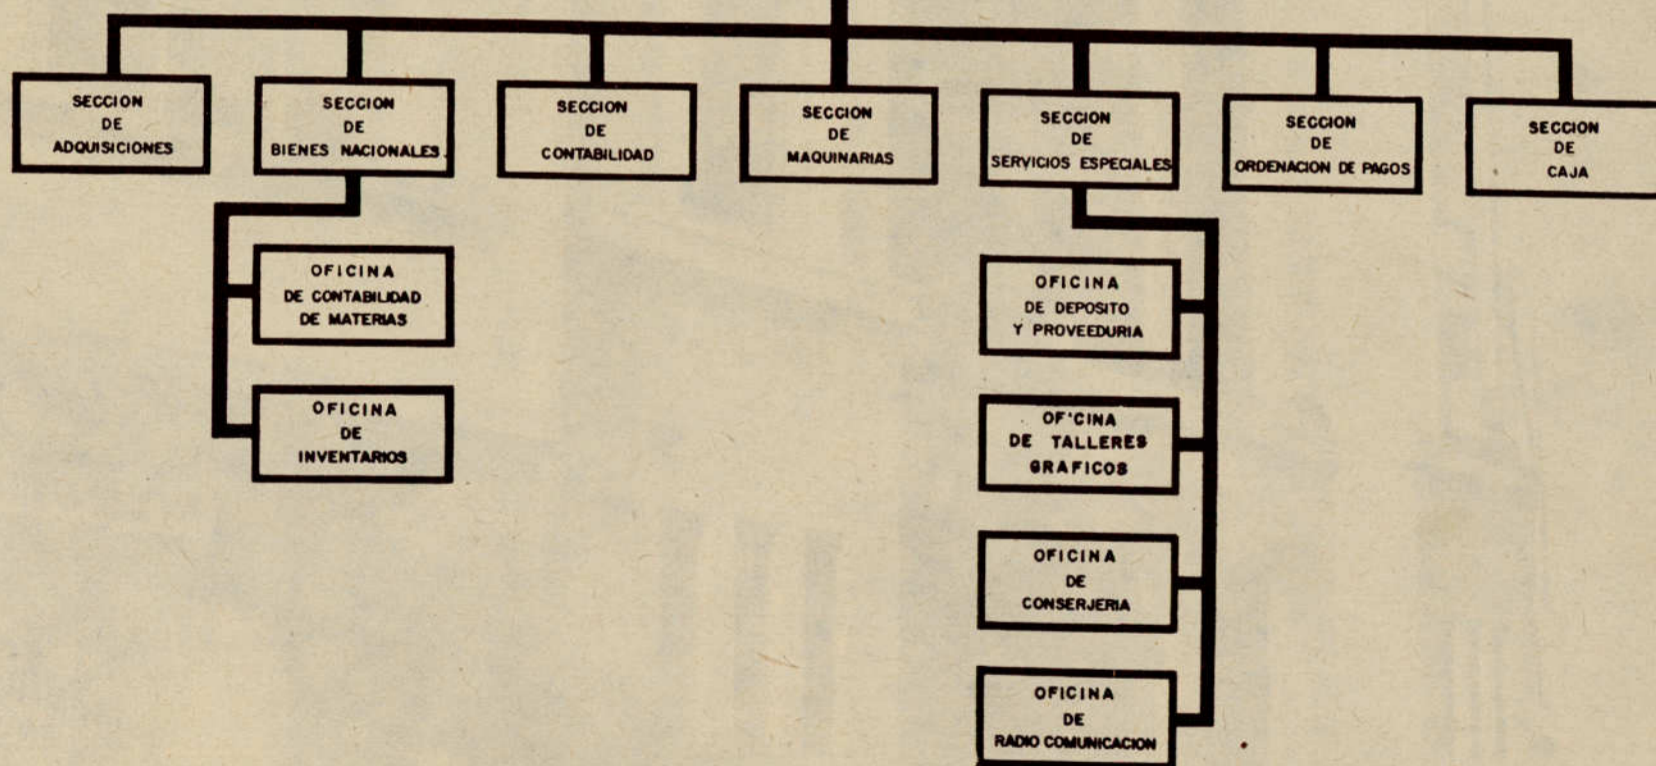 SECCION
DE
ADQUISICIONES
SECCION
DE
BIENES NACIONALES.
SECCION
DE
CONTABILIDAD
SECCION
DE
MAQUINARIAS
SECCION
DE
SERVICIOS ESPECIALES
SECCION
DE
ORDENACION DE PAGOS
SECCION
DE
CAJA
OFICINA
DE CONTABILIDAD
DE MATERIAS
OFICINA
DE
INVENTARIOS
OFICINA
DE DEPOSITO
Y PROVEEDURIA
OF'CINA
DE TALLERES
GRAFICOS
OFICINA
DE
CONSERJERIA
OFICINA
DE
RADIO COMUNICACION